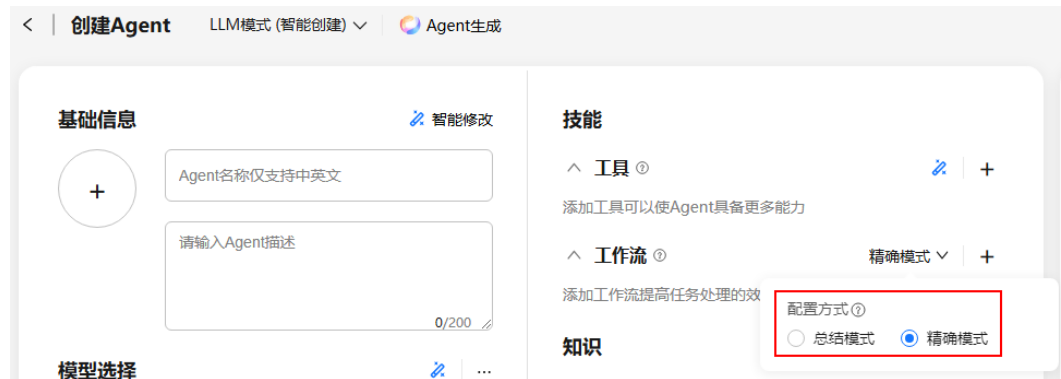 创建Agent LLM模式 (智能创建) Agent生成
基础信息 智能修改
Agent名称仅支持中英文
请输入Agent描述
0/200
模型选择
技能
工具
添加工具可以使Agent具备更多能力
工作流 精确模式
添加工作流提高任务处理的效
配置方式
总结模式 精确模式
知识